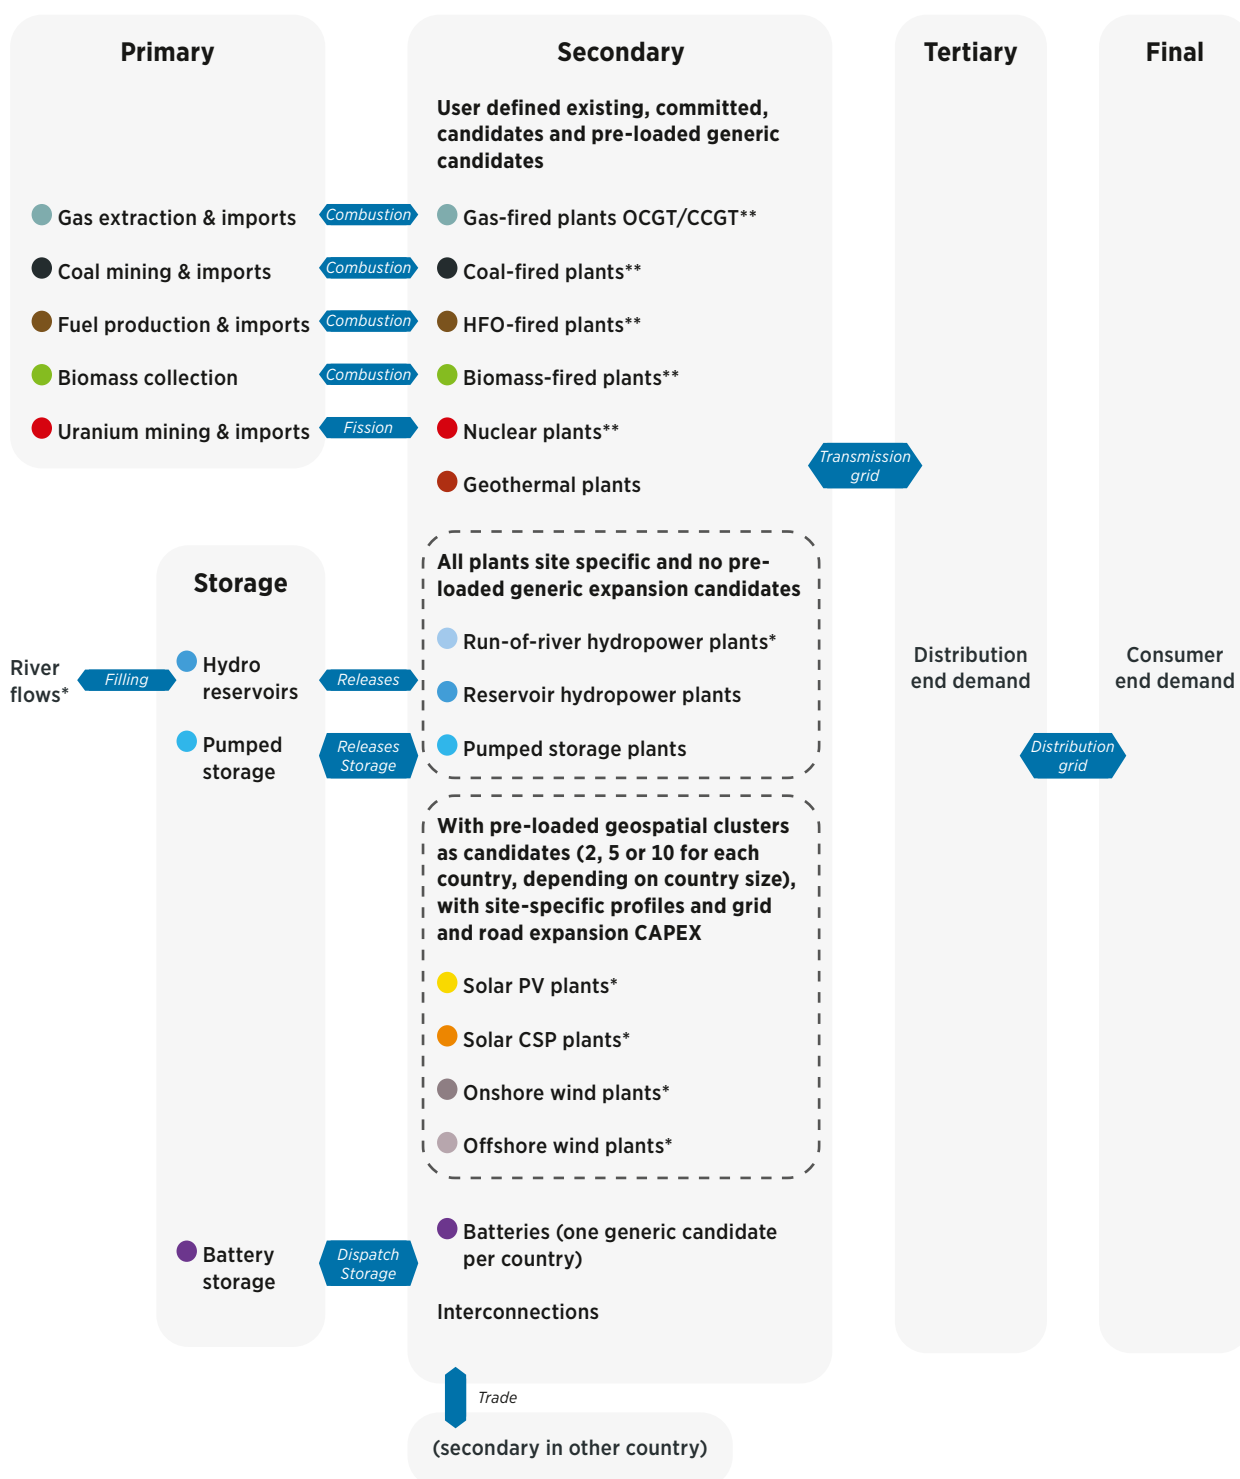 Primary
Secondary
Tertiary
Final
User defined existing, committed,
candidates and pre-loaded generic
candidates
Gas extraction & imports
Combustion
Gas-fired plants OCGT/CCGT**
Coal mining & imports
Combustion
Coal-fired plants**
Fuel production & imports
Combustion
HFO-fired plants**
Biomass collection
Combustion
Biomass-fired plants**
Uranium mining & imports
Fission
Nuclear plants**
Transmission
grid
Geothermal plants
Storage
All plants site specific and no pre-
loaded generic expansion candidates
Run-of-river hydropower plants*
River
flows*
Filling
Hydro
reservoirs
Releases
Reservoir hydropower plants
Distribution
end demand
Consumer
end demand
Pumped
storage
Releases
Storage
Pumped storage plants
Distribution
grid
With pre-loaded geospatial clusters
as candidates (2, 5 or 10 for each
country, depending on country size),
with site-specific profiles and grid
and road expansion CAPEX
Solar PV plants*
Solar CSP plants*
Onshore wind plants*
Offshore wind plants*
Battery
storage
Dispatch
Storage
Batteries (one generic candidate
per country)
Interconnections
Trade
(secondary in other country)